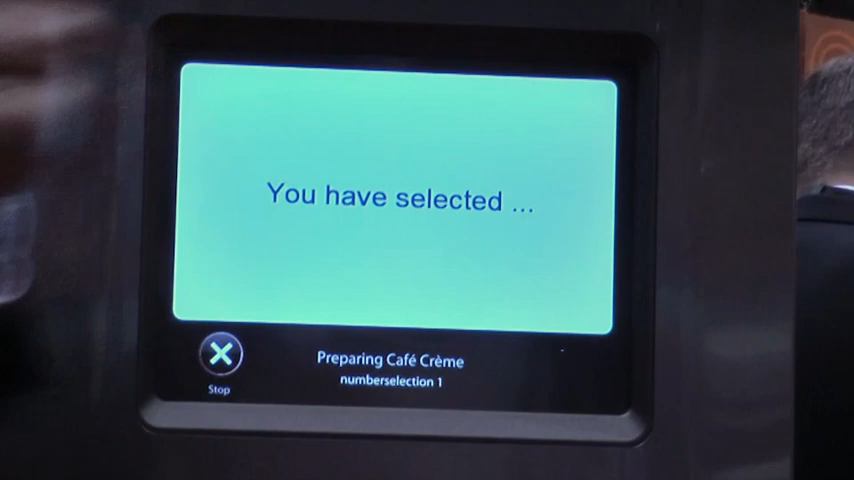 You have selected ...
Preparing Café Crème
Stop
numberselection 1